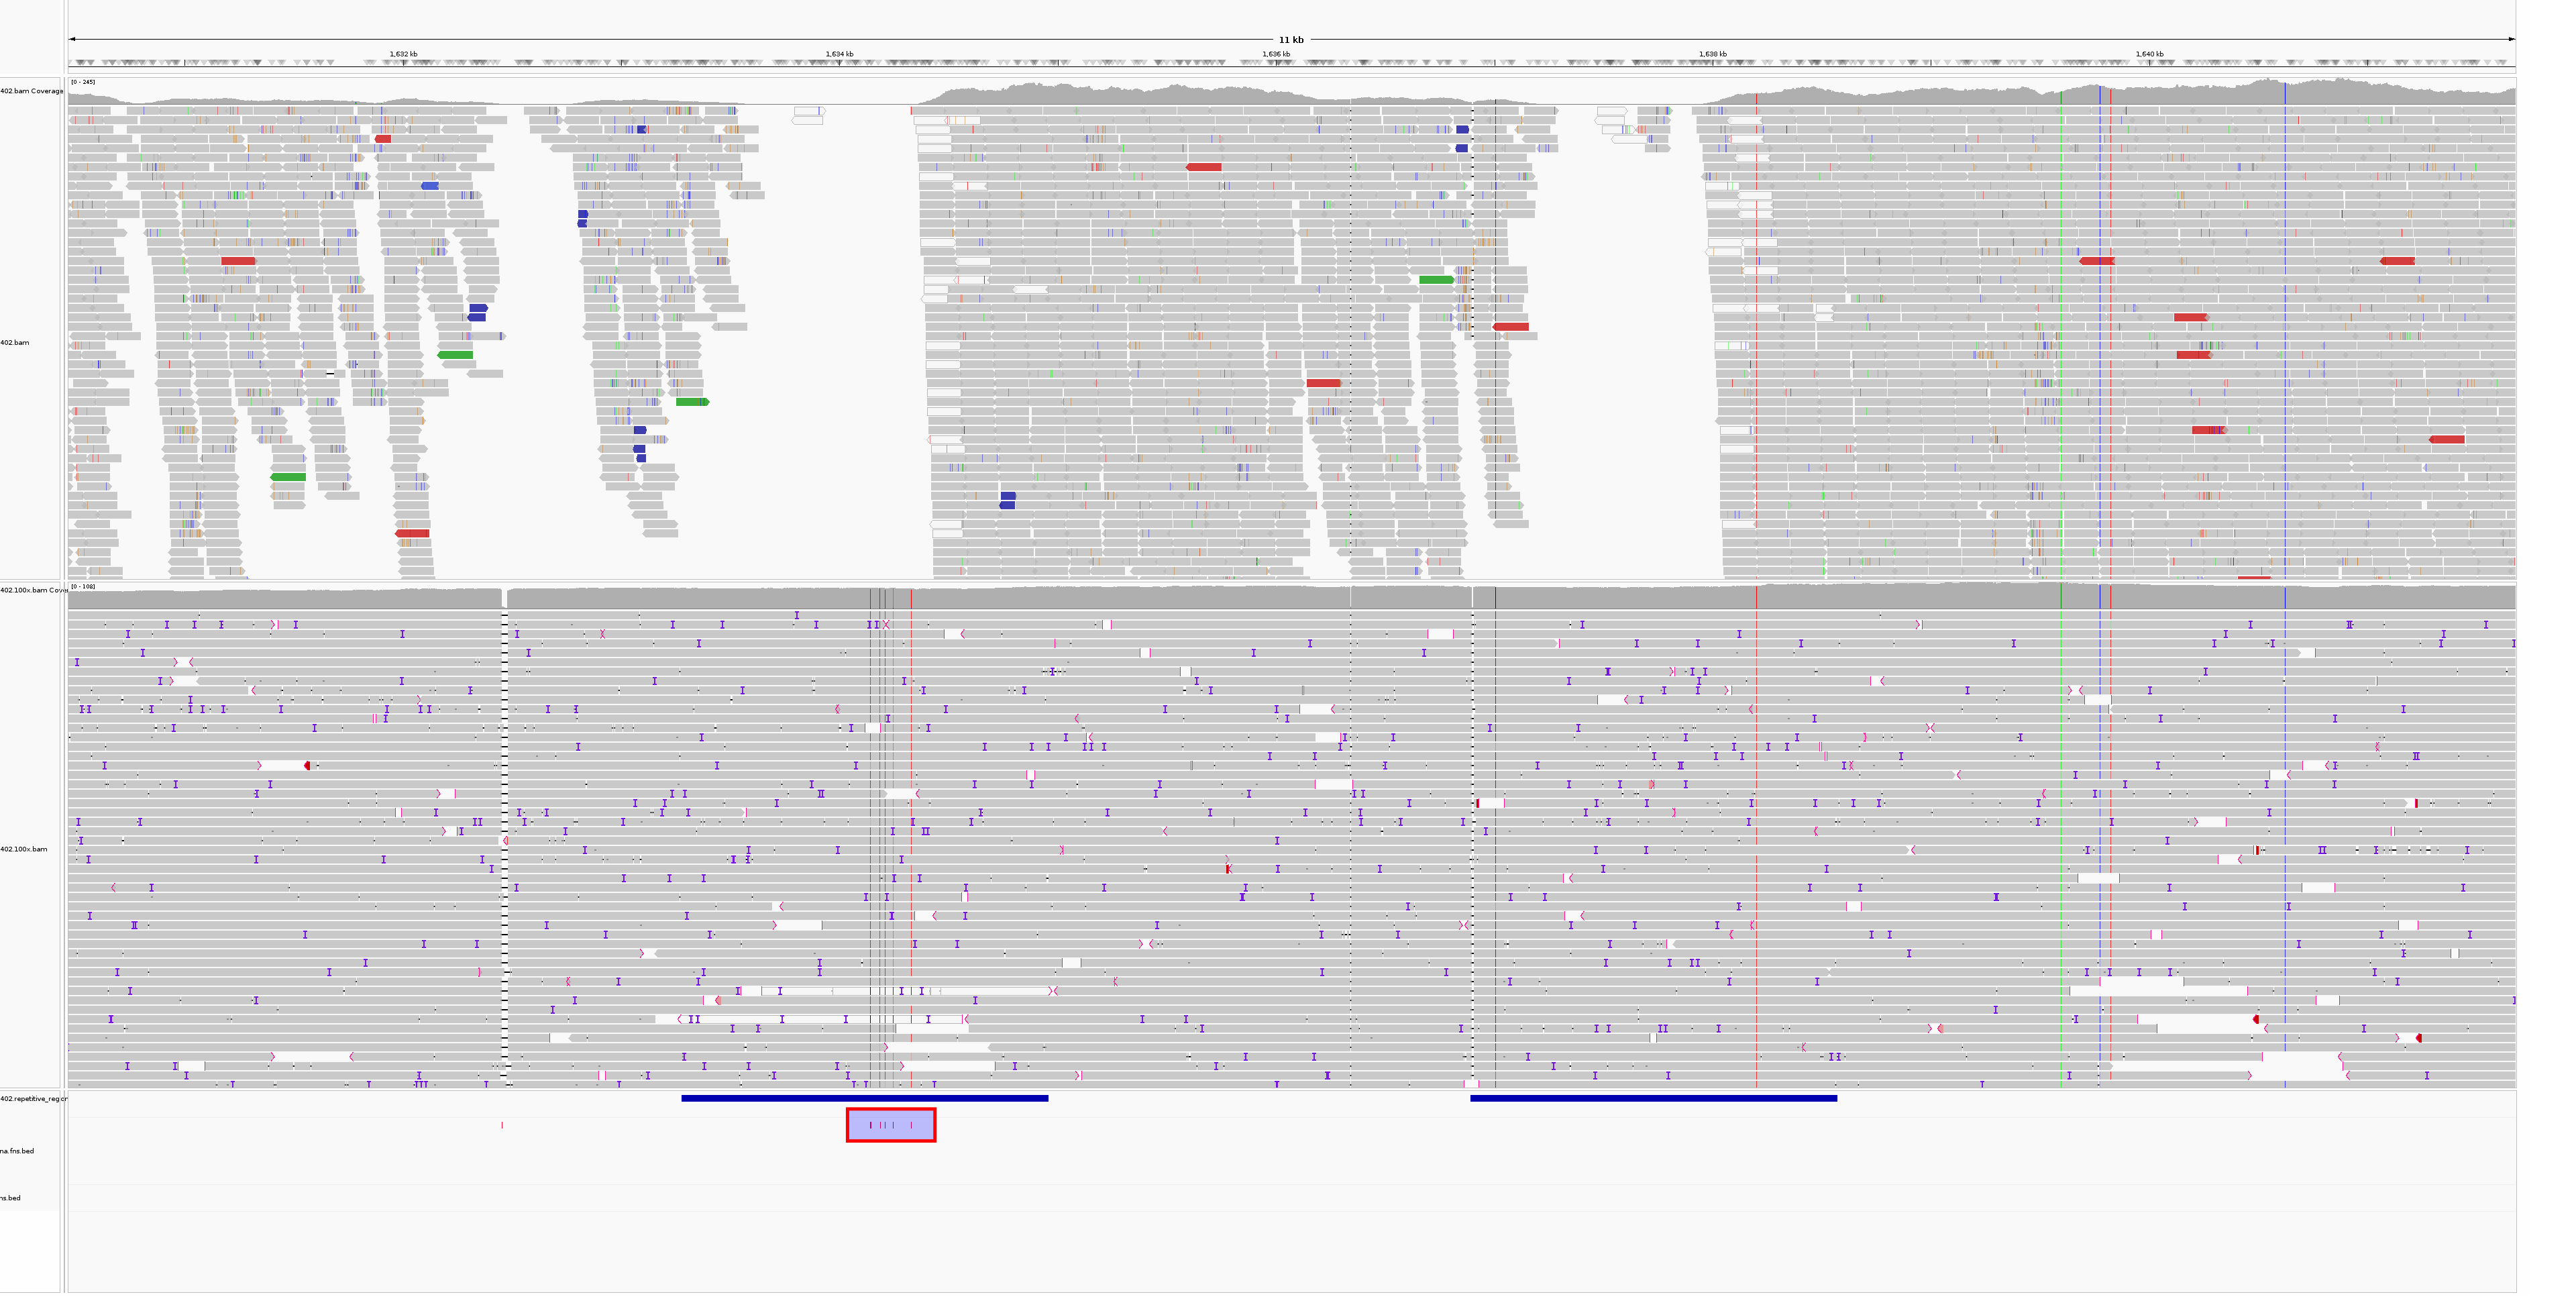 11 kb
1,632 kb
1,634 kb
1,636 kb
1,638 kb
1,640 kb
[0 - 245]
402.bam Coverage
402.bam
[0 - 108]
402.100x.bam Cove
402.100x.bam
402.repetitive_region
na.fns.bed
ns.bed